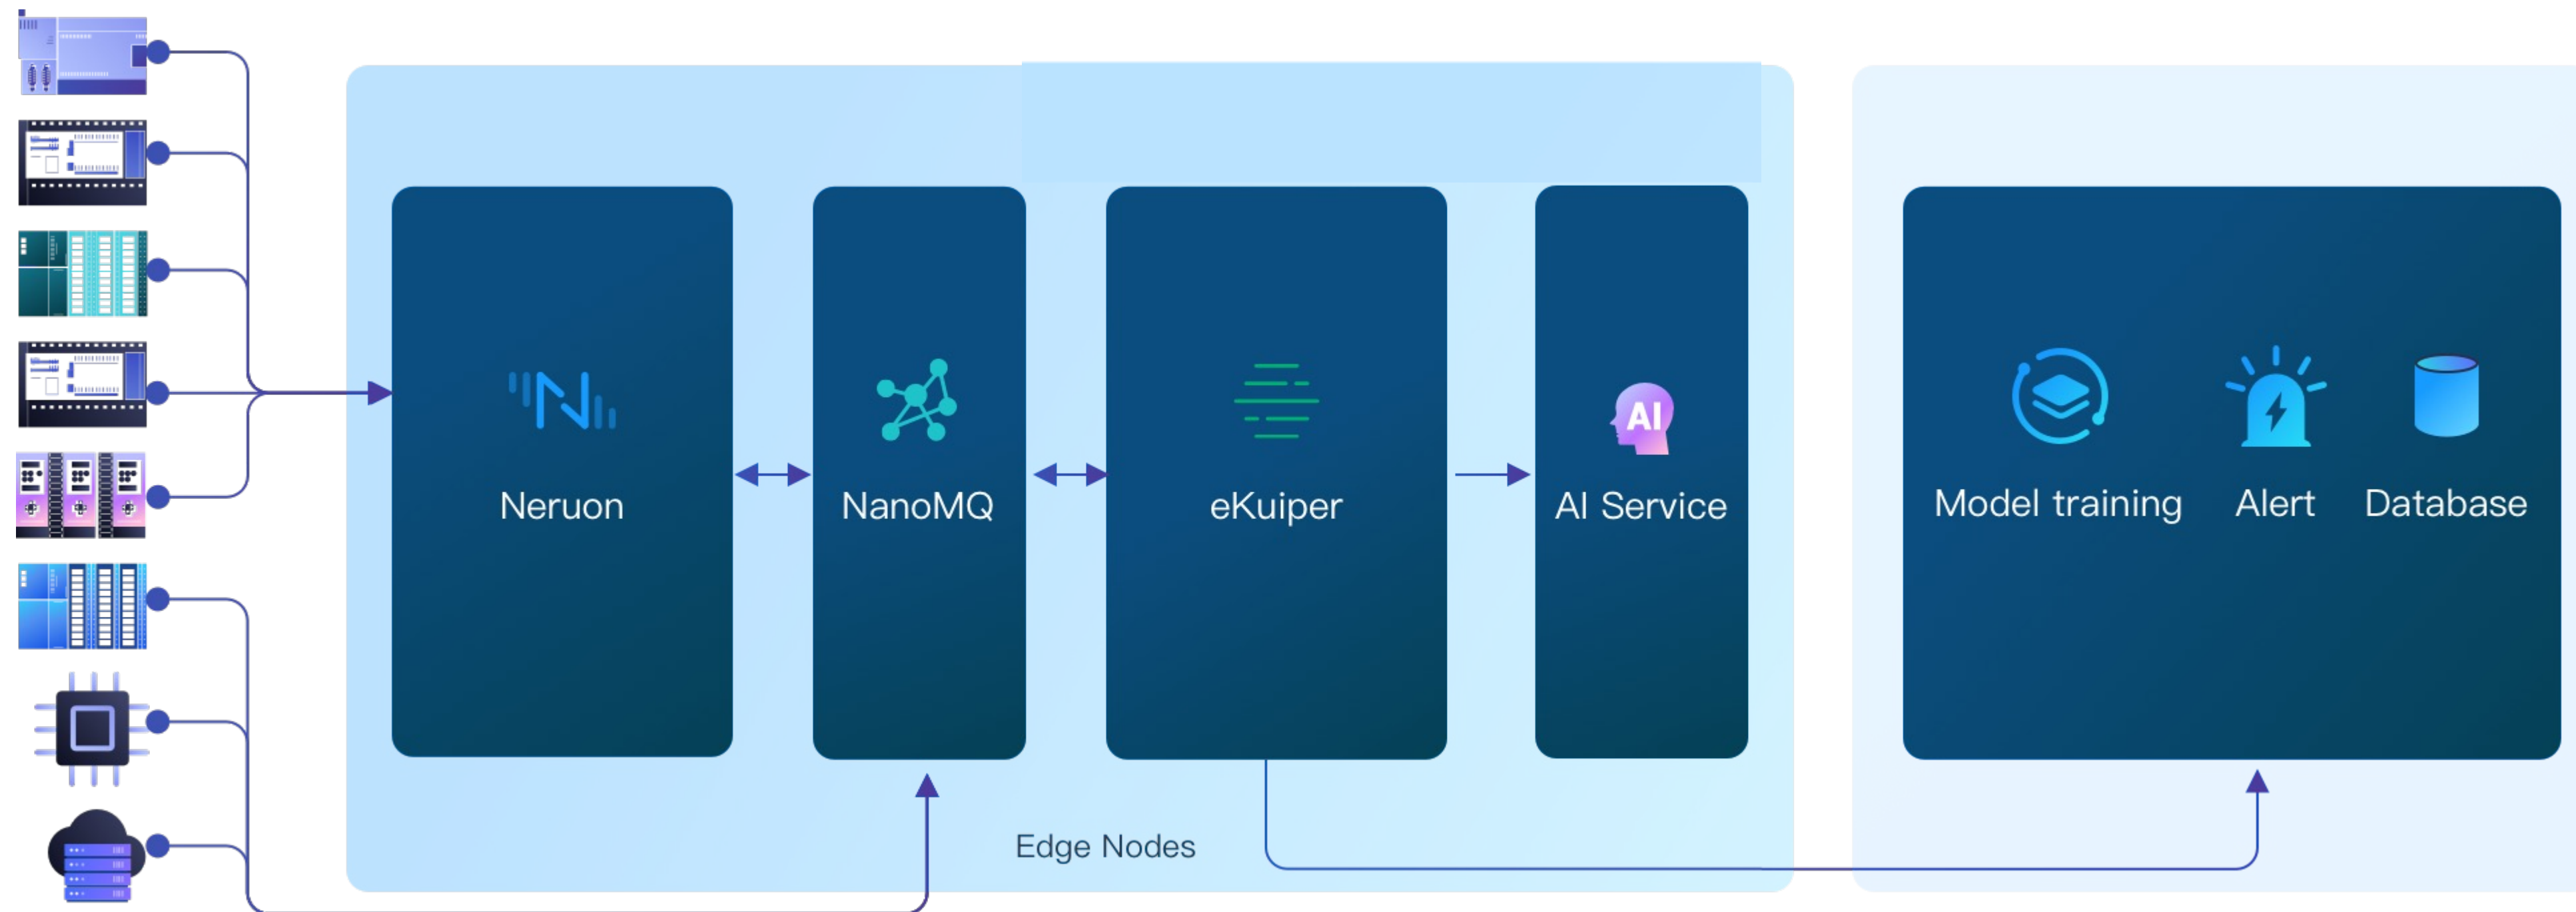 Neruon
NanoMQ
eKuiper
AI
AI Service
Model training
Alert
Database
Edge Nodes